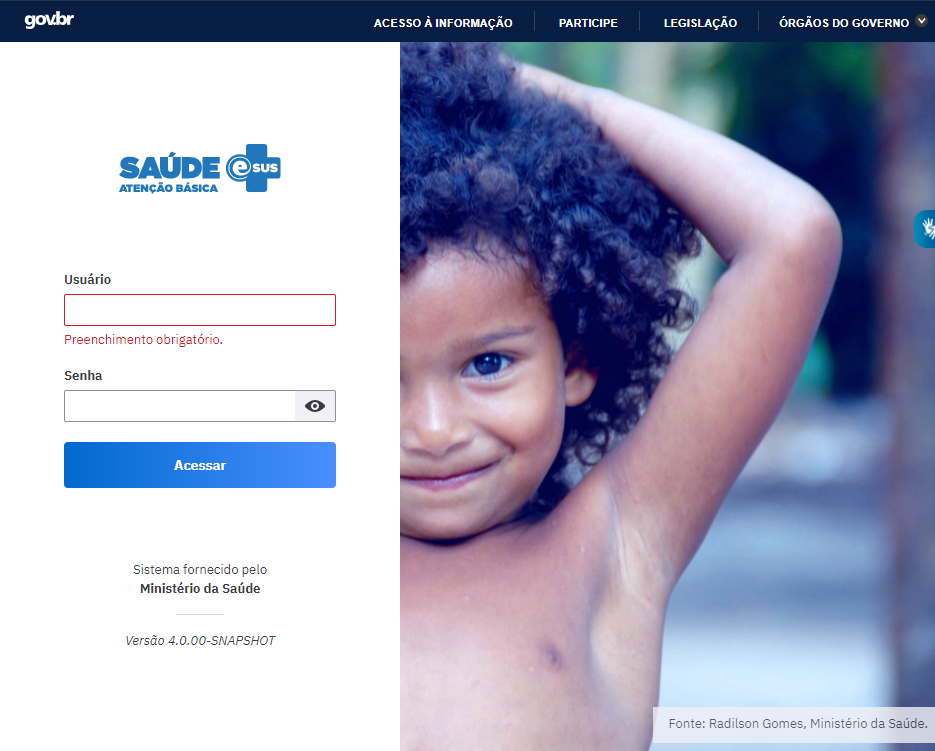 gov.br
ACESSO À INFORMAÇÃO
PARTICIPE
LEGISLAÇÃO
ÓRGÃOS DO GOVERNO
SAÚDE
e SUS
ATENÇÃO BÁSICA
Usuário
Preenchimento obrigatório.
Senha
Acessar
Sistema fornecido pelo
Ministério da Saúde
Versão 4.0.00-SNAPSHOT
Fonte: Radilson Gomes, Ministério da Saúde.